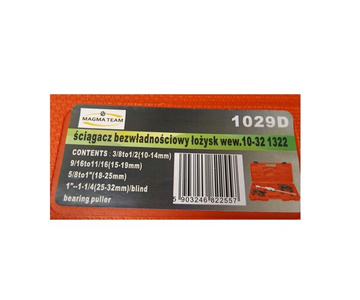 MAGMA TEAM
1029D
ściągacz bezwładnościowy łożysk wew.10-32 1322
CONTENTS : 3/8to1/2(10-14mm)
9/16to11/16(15-19mm)
5/8to1"(18-25mm)
1"--1-1/4(25-32mm)/blind
bearing puller
5 903246 822557